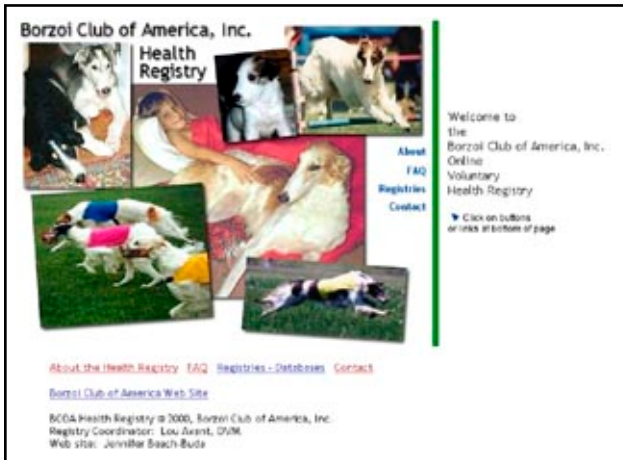 Borzoi Club of America, Inc.
Health
Registry
About
FAQ
Registries
Contact
Welcome to
the
Borzoi Club of America, Inc.
Online
Voluntary
Health Registry
Click on buttons
or links at bottom of page
About the Health Registry FAQ Registries - Databases Contact
Borzoi Club of America Web Site
BCOA Health Registry © 2000, Borzoi Club of America, Inc.
Registry Coordinator: Lou Avant, DVM.
Web site: Jennifer Beach-Buda